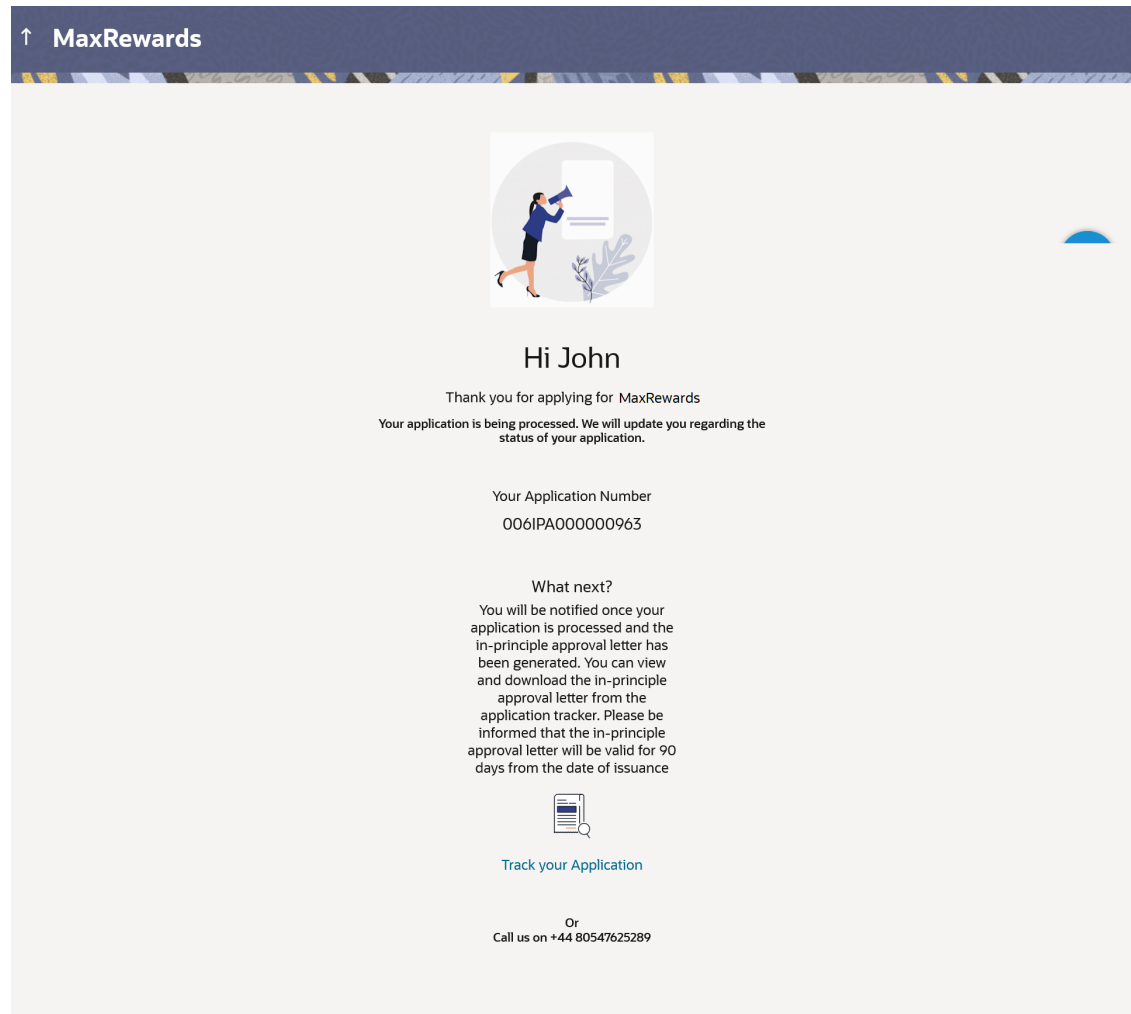 ↑ MaxRewards
Hi John
Thank you for applying for MaxRewards
Your application is being processed. We will update you regarding the
status of your application.
Your Application Number
006IPA000000963
What next?
You will be notified once your
application is processed and the
in-principle approval letter has
been generated. You can view
and download the in-principle
approval letter from the
application tracker. Please be
informed that the in-principle
approval letter will be valid for 90
days from the date of issuance
Track your Application
Or
Call us on +44 80547625289